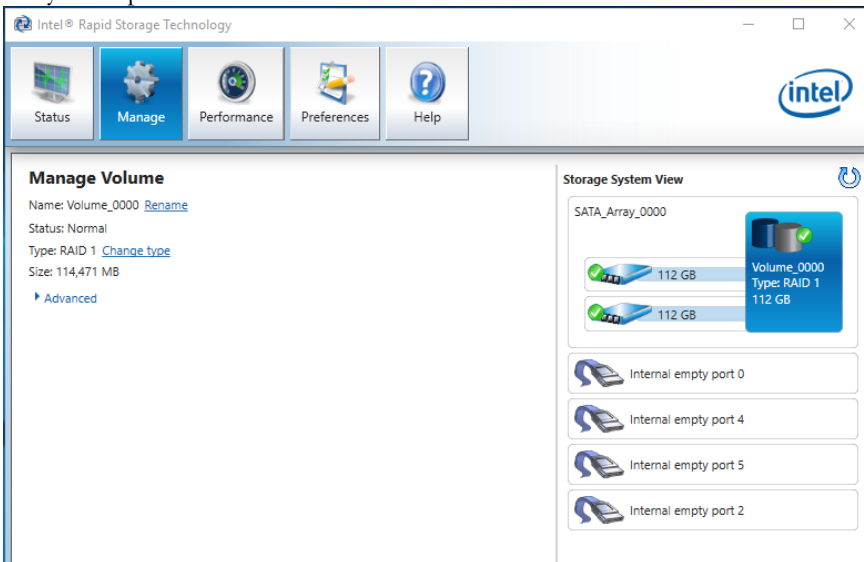 Intel® Rapid Storage Technology
Status
Manage
Performance
Preferences
Help
intel
Manage Volume
Name: Volume_0000 Rename
Status: Normal
Type: RAID 1 Change type
Size: 114,471 MB
Advanced
Storage System View
SATA_Array_0000
112 GB
112 GB
Volume_0000
Type: RAID 1
112 GB
Internal empty port 0
Internal empty port 4
Internal empty port 5
Internal empty port 2